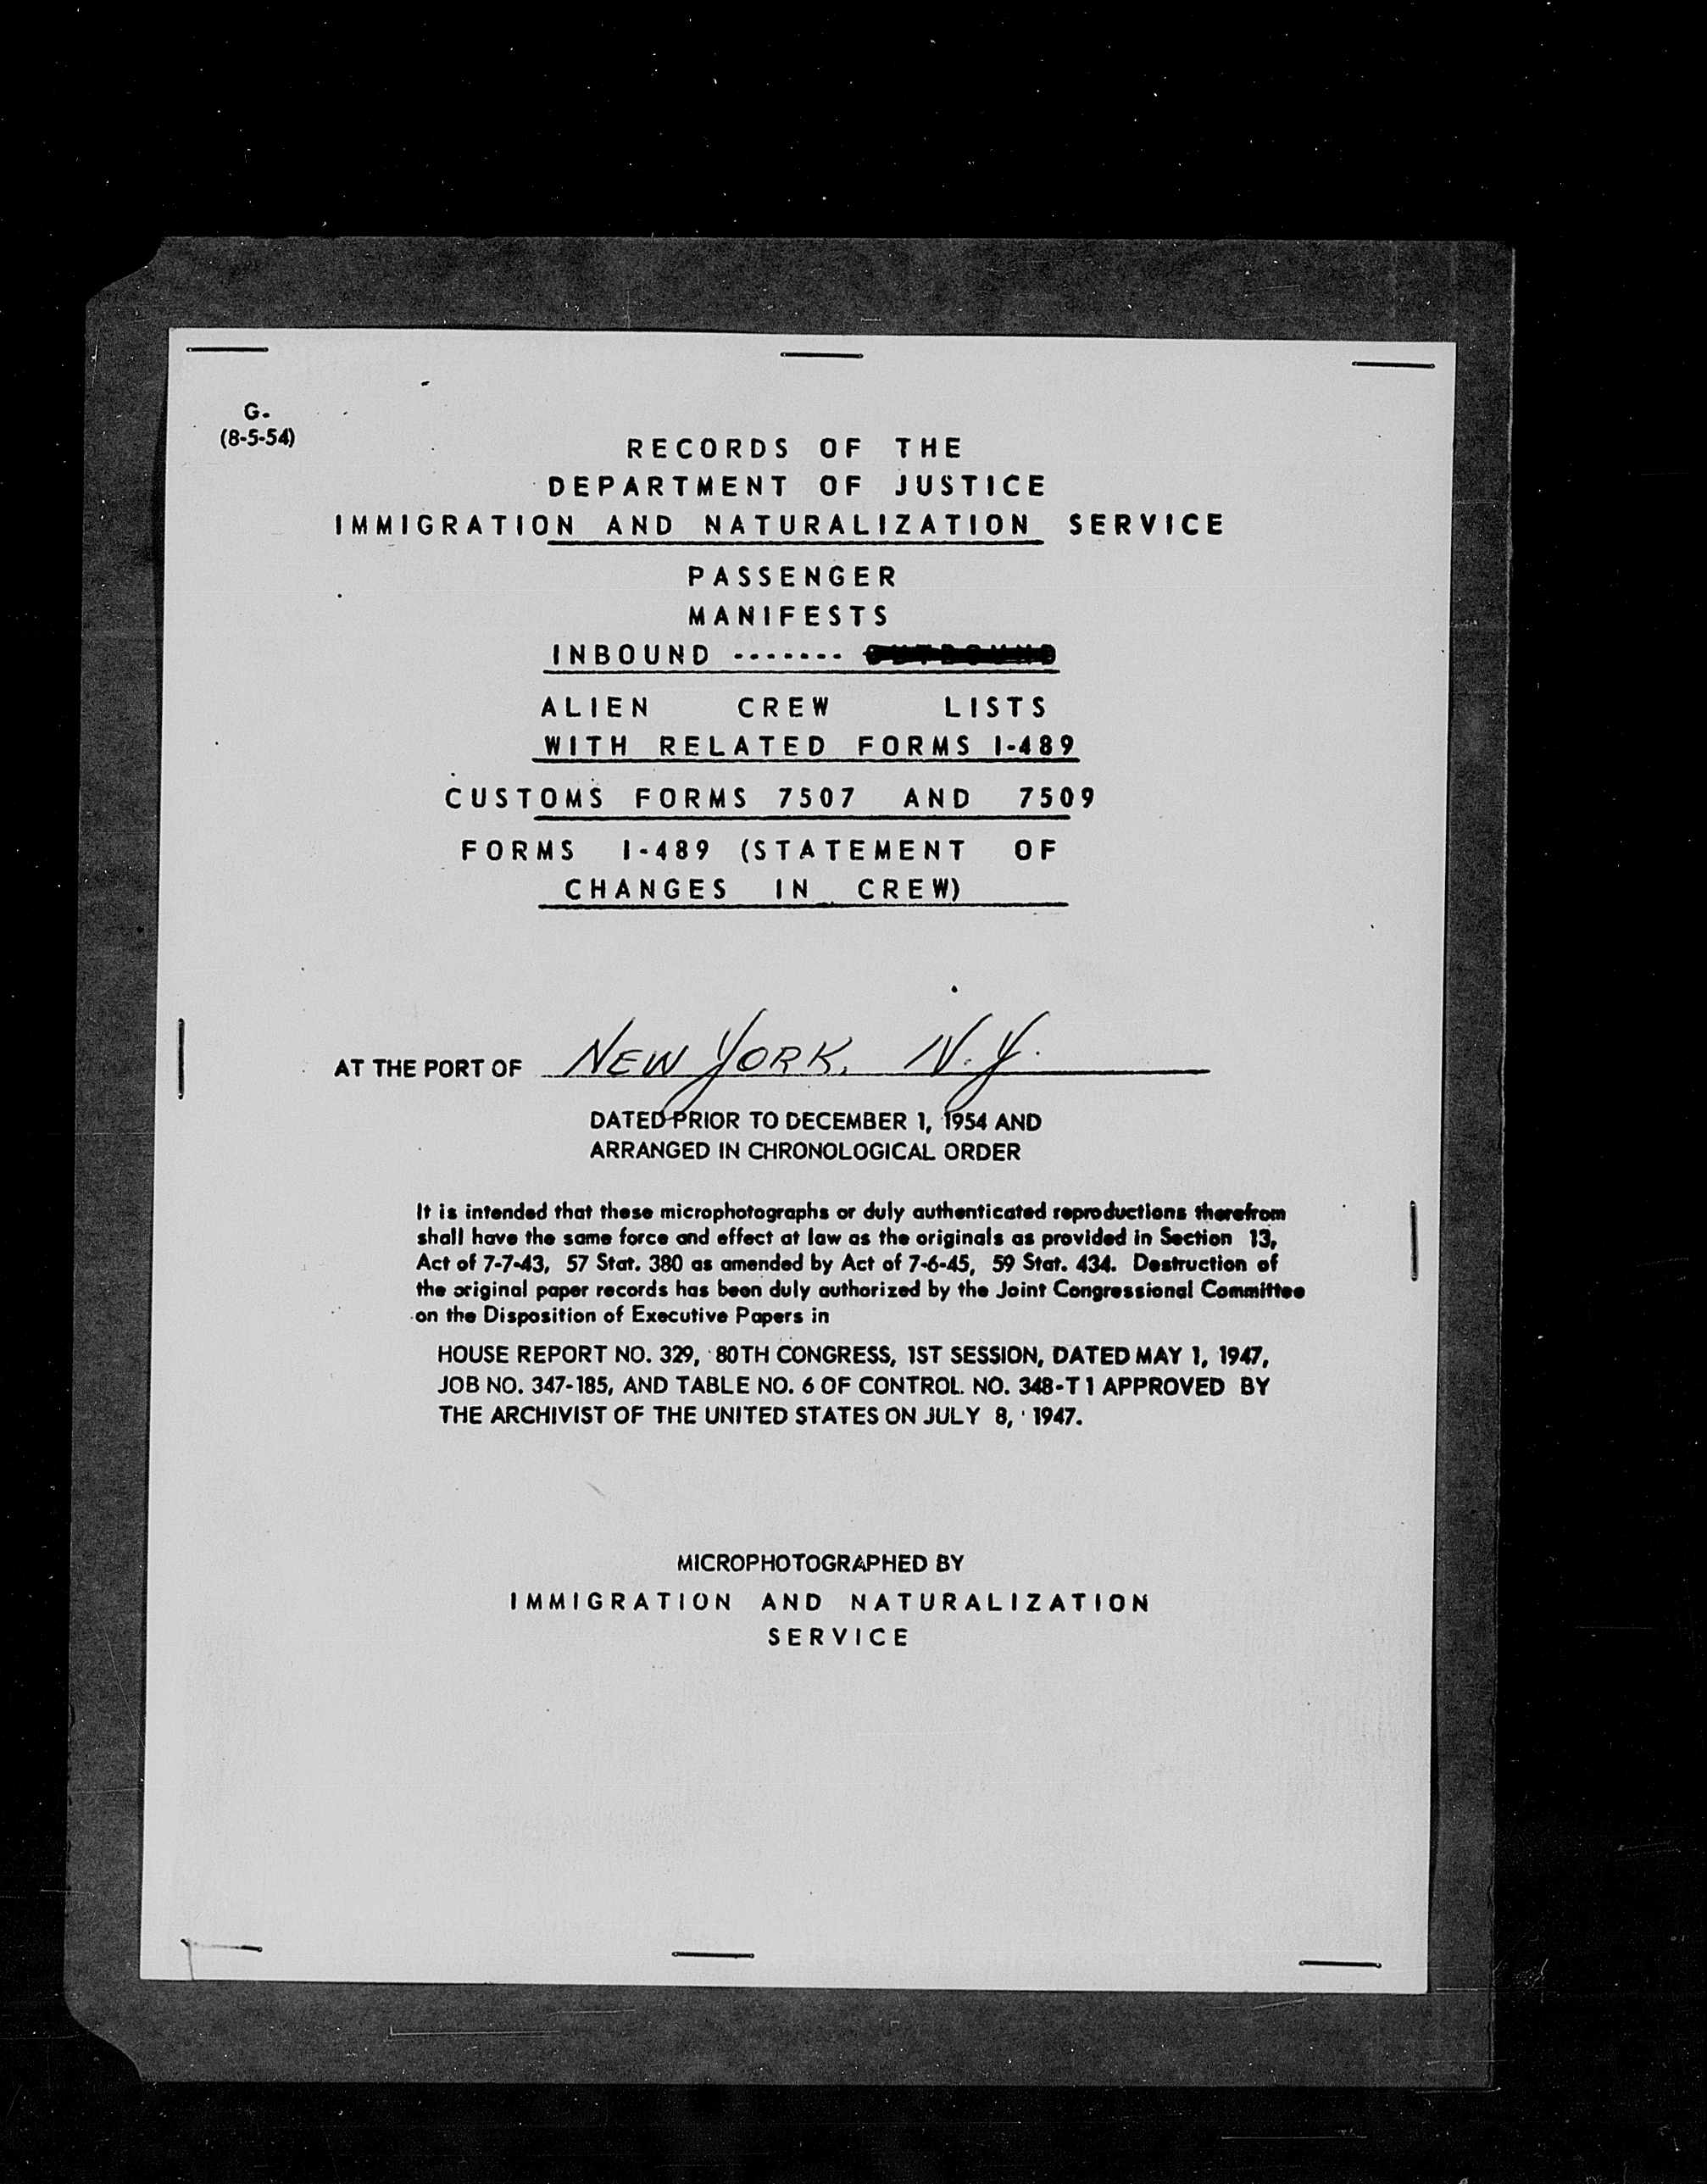 G.
(8-5-54)
RECORDS OF THE
DEPARTMENT OF JUSTICE
IMMIGRATION AND NATURALIZATION SERVICE
PASSENGER
MANIFESTS
INBOUND ------- OUTBOUND
ALIEN CREW LISTS
WITH RELATED FORMS I-489
CUSTOMS FORMS 7507 AND 7509
FORMS I-489 (STATEMENT OF
CHANGES IN CREW)
AT THE PORT OF NEW YORK, N.Y.
DATED PRIOR TO DECEMBER 1, 1954 AND
ARRANGED IN CHRONOLOGICAL ORDER
It is intended that these microphotographs or duly authenticated reproductions therefrom
shall have the same force and effect at law as the originals as provided in Section 13,
Act of 7-7-43, 57 Stat. 380 as amended by Act of 7-6-45, 59 Stat. 434. Destruction of
the original paper records has been duly authorized by the Joint Congressional Committee
on the Disposition of Executive Papers in
HOUSE REPORT NO. 329, 80TH CONGRESS, 1ST SESSION, DATED MAY 1, 1947,
JOB NO. 347-185, AND TABLE NO. 6 OF CONTROL NO. 348-T1 APPROVED BY
THE ARCHIVIST OF THE UNITED STATES ON JULY 8, 1947.
MICROPHOTOGRAPHED BY
IMMIGRATION AND NATURALIZATION
SERVICE